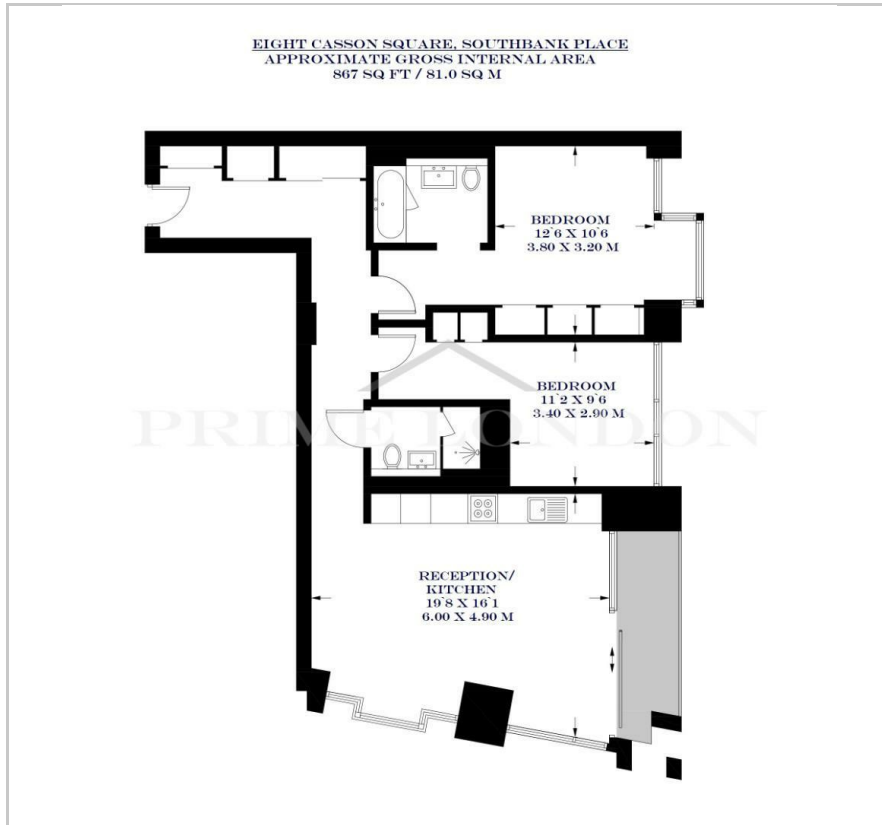 EIGHT CASSON SQUARE, SOUTHBANK PLACE
APPROXIMATE GROSS INTERNAL AREA
867 SQ FT / 81.0 SQ M
BEDROOM
12`6 X 10`6
3.80 X 3.20 M
BEDROOM
11`2 X 9`6
3.40 X 2.90 M
PRIME LONDON
RECEPTION/
KITCHEN
19`8 X 16`1
6.00 X 4.90 M